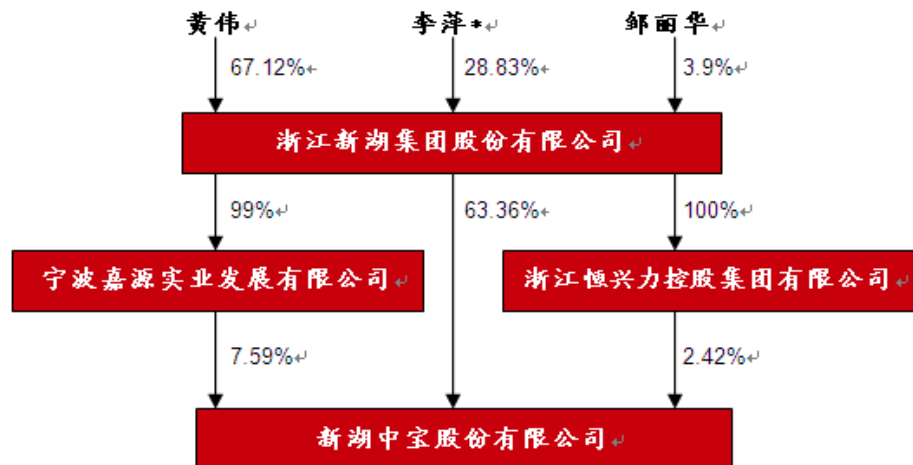 黄伟 李萍* 邹丽华
67.12% 28.83% 3.9%
浙江新湖集团股份有限公司
99% 63.36% 100%
宁波嘉源实业发展有限公司 浙江恒兴力控股集团有限公司
7.59% 2.42%
新湖中宝股份有限公司